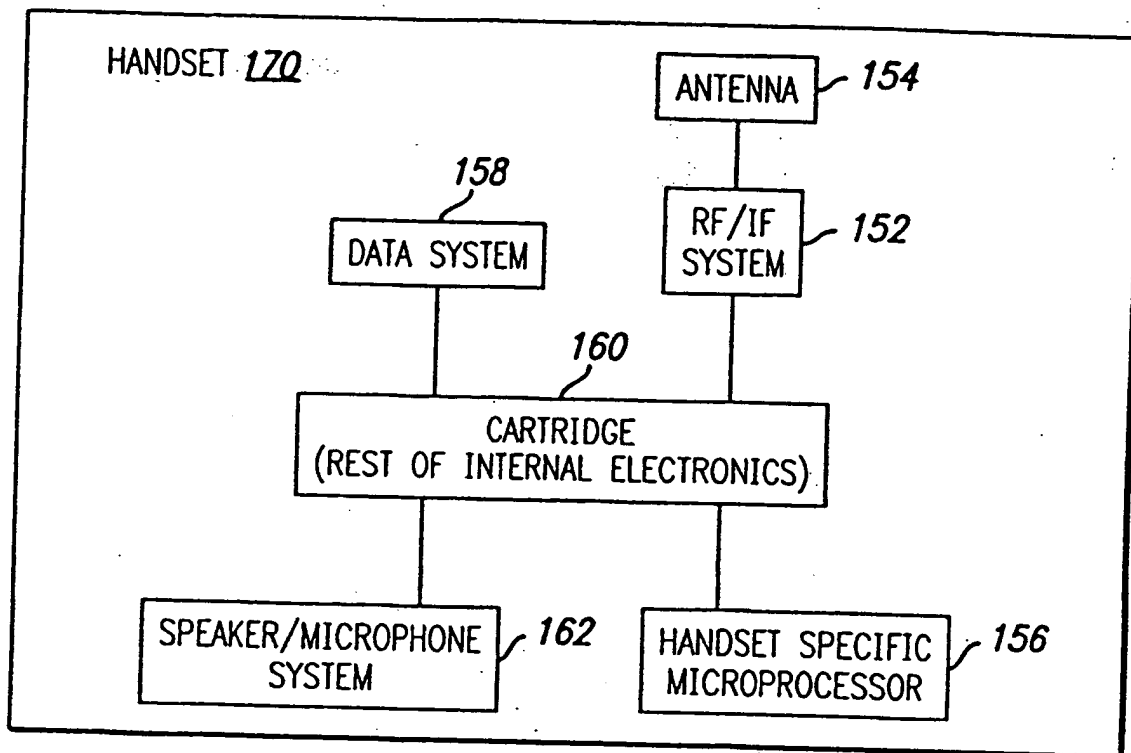 HANDSET 170
ANTENNA
154
158
RF/IF
SYSTEM
152
DATA SYSTEM
160
CARTRIDGE
(REST OF INTERNAL ELECTRONICS)
SPEAKER/MICROPHONE
SYSTEM
162
HANDSET SPECIFIC
MICROPROCESSOR
156